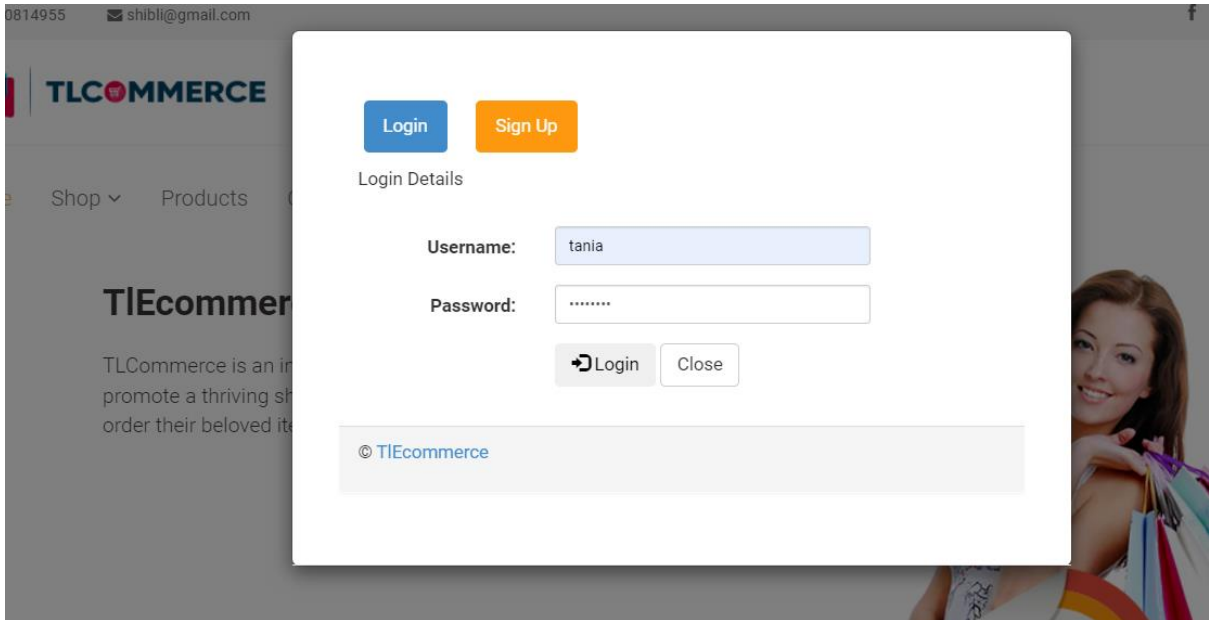 0814955 shibli@gmail.com
TLCOMMERCE
Login Sign Up
Login Details
Shop Products
Username: tania
TlEcommer
Password: ••••••••
TLCommerce is an in
promote a thriving sh
Login Close
order their beloved ite
© TlEcommerce